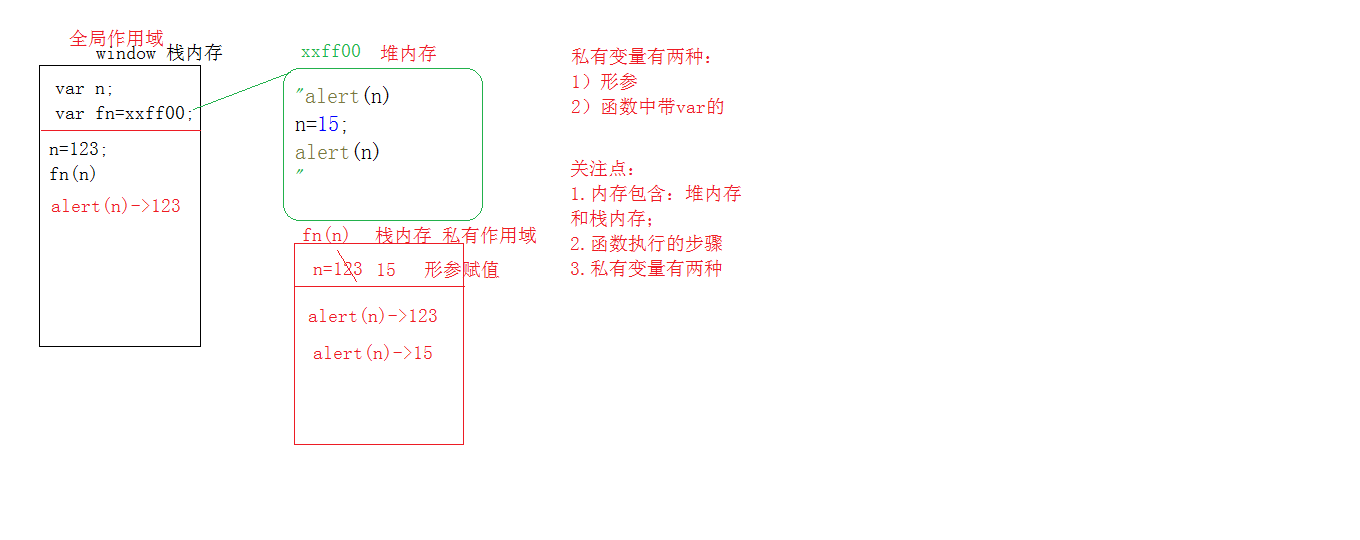 全局作用域
window 栈内存
var n;
var fn=xxff00;
n=123;
fn(n)
alert(n)->123
xxff00 堆内存
"alert(n)
n=15;
alert(n)
"
fn(n) 栈内存 私有作用域
n=123 15 形参赋值
alert(n)->123
alert(n)->15
私有变量有两种：
1）形参
2）函数中带var的
关注点：
1.内存包含：堆内存
和栈内存；
2.函数执行的步骤
3.私有变量有两种